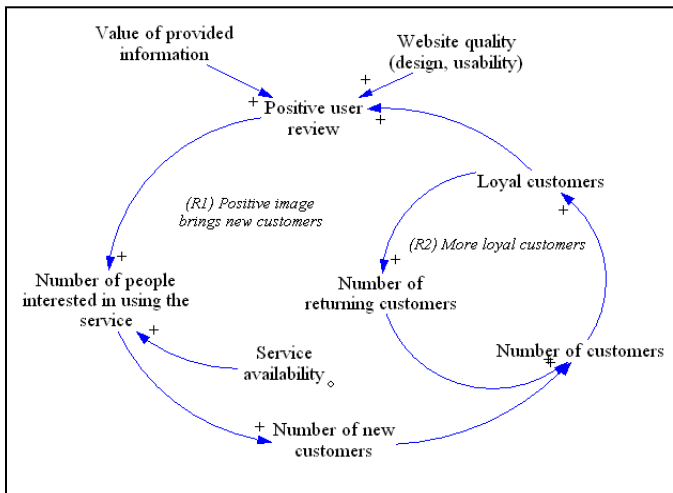 Value of provided
information
Website quality
(design, usability)
+
+
Positive user
review
+
Loyal customers
+
(R1) Positive image
brings new customers
(R2) More loyal customers
+
+
Number of people
interested in using the
service
Number of
returning customers
+
Service
availability
Number of customers
+
+
+
Number of new
customers